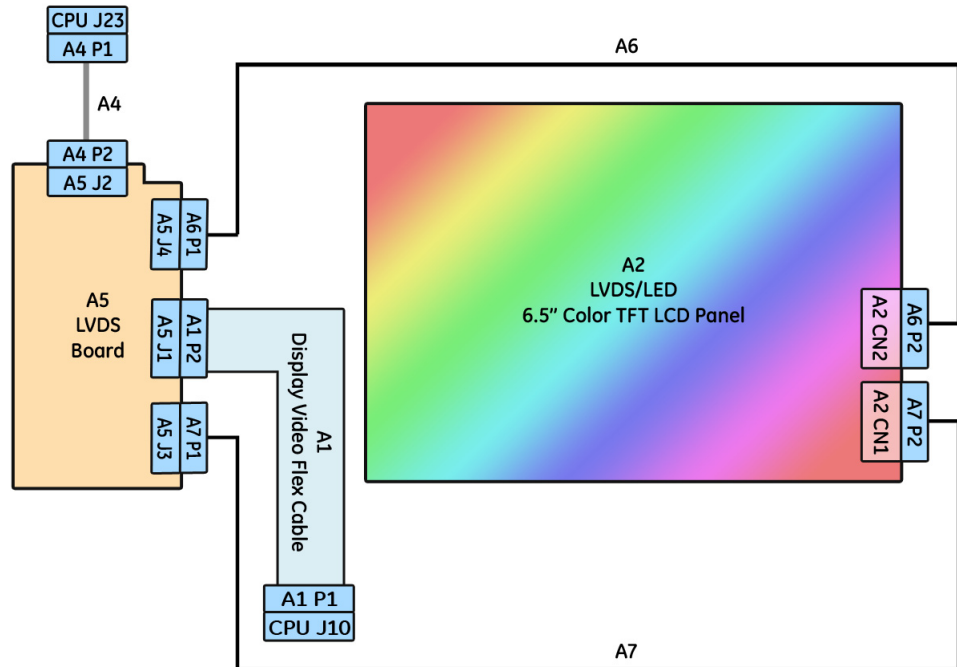 CPU J23
A4 P1
A4
A4 P2
A5 J2
A6
A5 J4
A6 P1
A5
LVDS
Board
A5 J1
A1 P2
A5 J3
A7 P1
A1
Display Video Flex Cable
A1 P1
CPU J10
A2
LVDS/LED
6.5” Color TFT LCD Panel
A2 CN2
A6 P2
A2 CN1
A7 P2
A7